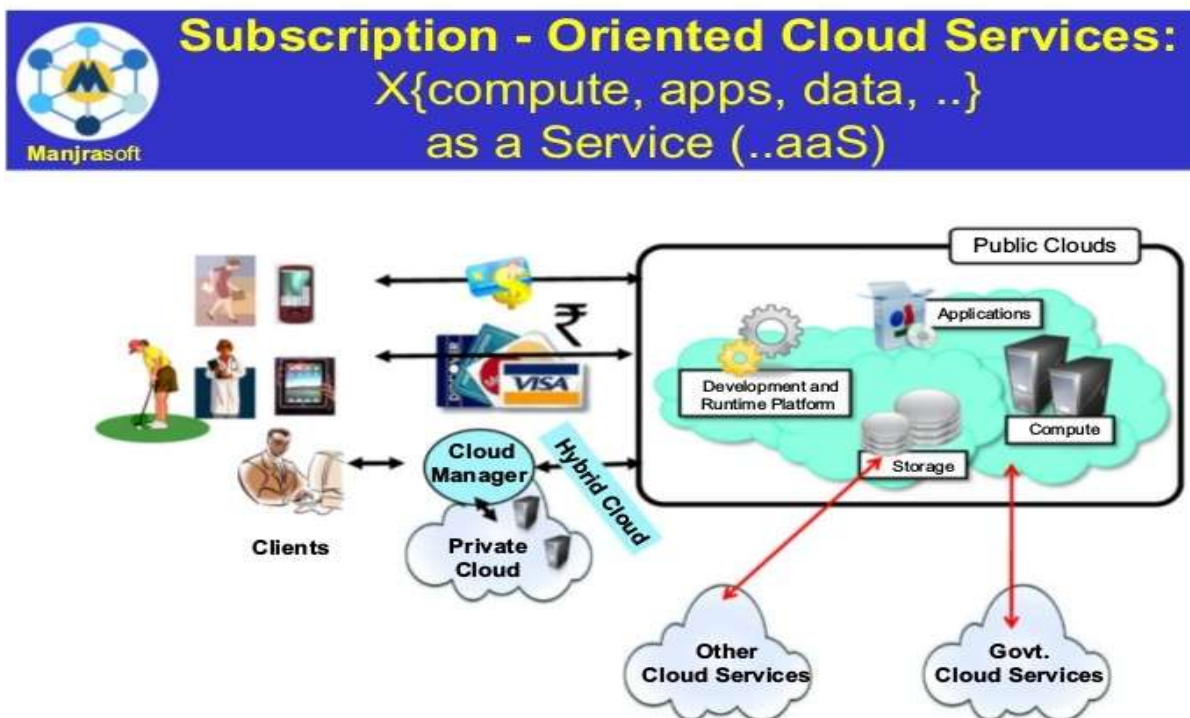 Subscription - Oriented Cloud Services:
X{compute, apps, data, ..}
as a Service (..aaS)
Manjrasoft
Public Clouds
Applications
Development and
Runtime Platform
Compute
Storage
₹
DISCOVER
VISA
Cloud
Manager
Hybrid Cloud
Private
Cloud
Clients
Other
Cloud Services
Govt.
Cloud Services